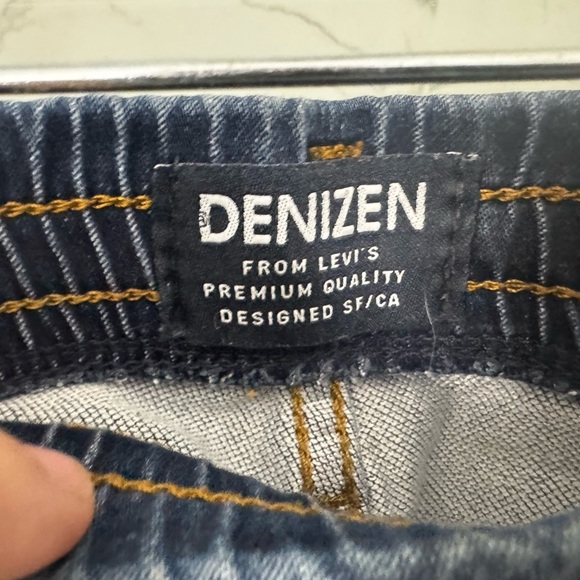 DENIZEN
FROM LEVI'S
PREMIUM QUALITY
DESIGNED SF/CA